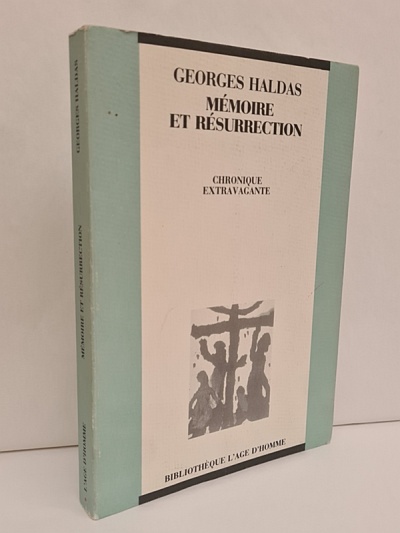 GEORGES HALDAS
MÉMOIRE
ET RÉSURRECTION
CHRONIQUE
EXTRAVAGANTE
BIBLIOTHÈQUE L'AGE D'HOMME
GEORGES HALDAS
MÉMOIRE ET RÉSURRECTION
L'AGE D'HOMME